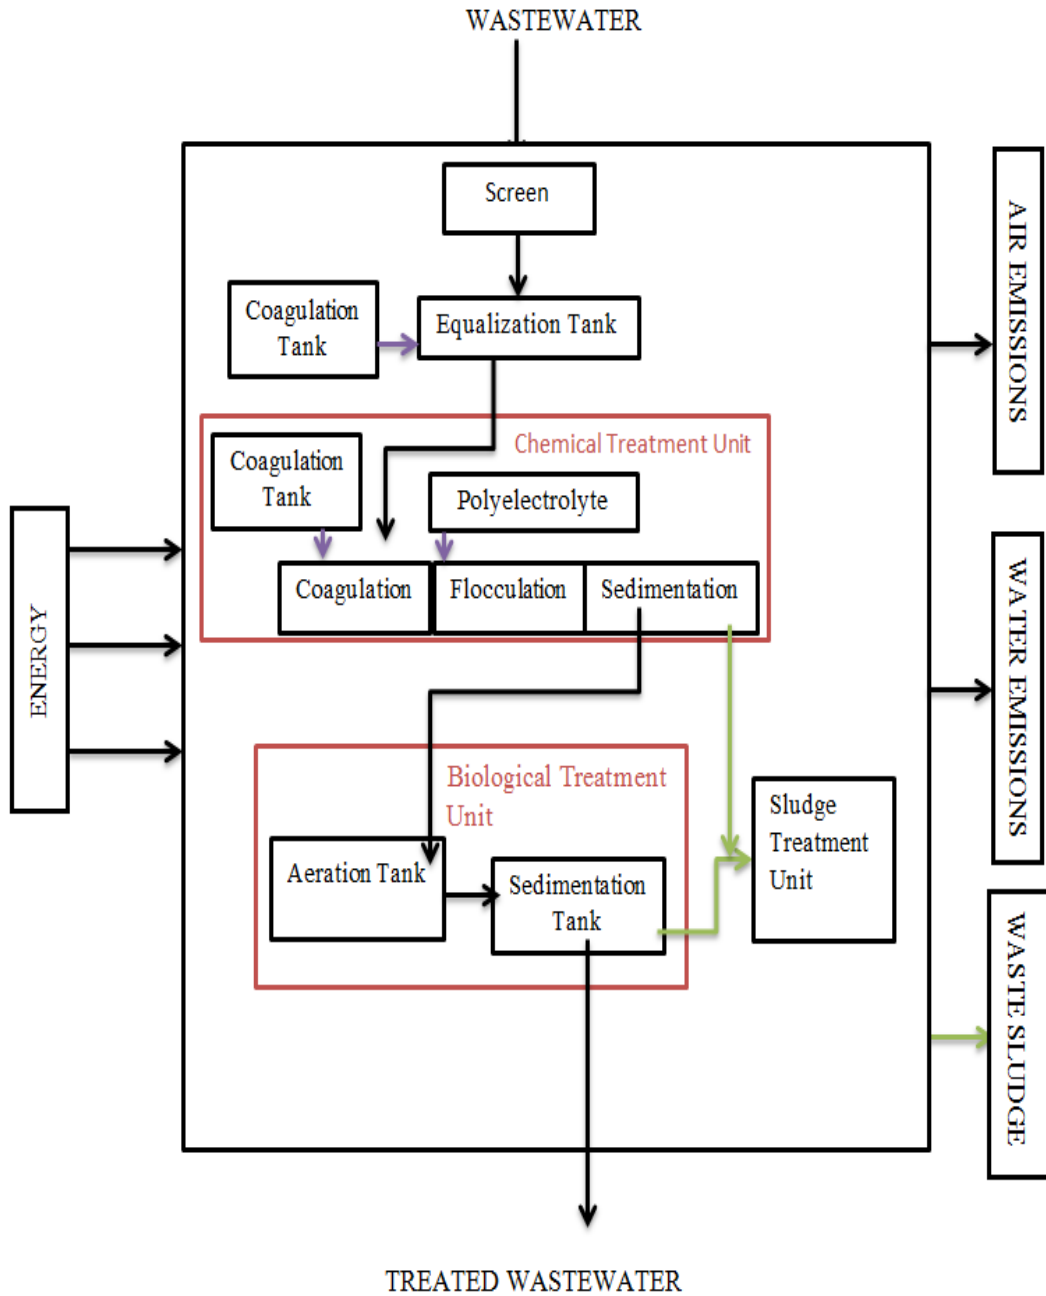 WASTEWATER
Screen
Coagulation
Tank
Equalization Tank
Chemical Treatment Unit
Coagulation
Tank
Polyelectrolyte
Coagulation
Flocculation
Sedimentation
Biological Treatment
Unit
Aeration Tank
Sedimentation
Tank
Sludge
Treatment
Unit
ENERGY
AIR EMISSIONS
WATER EMISSIONS
WASTE SLUDGE
TREATED WASTEWATER